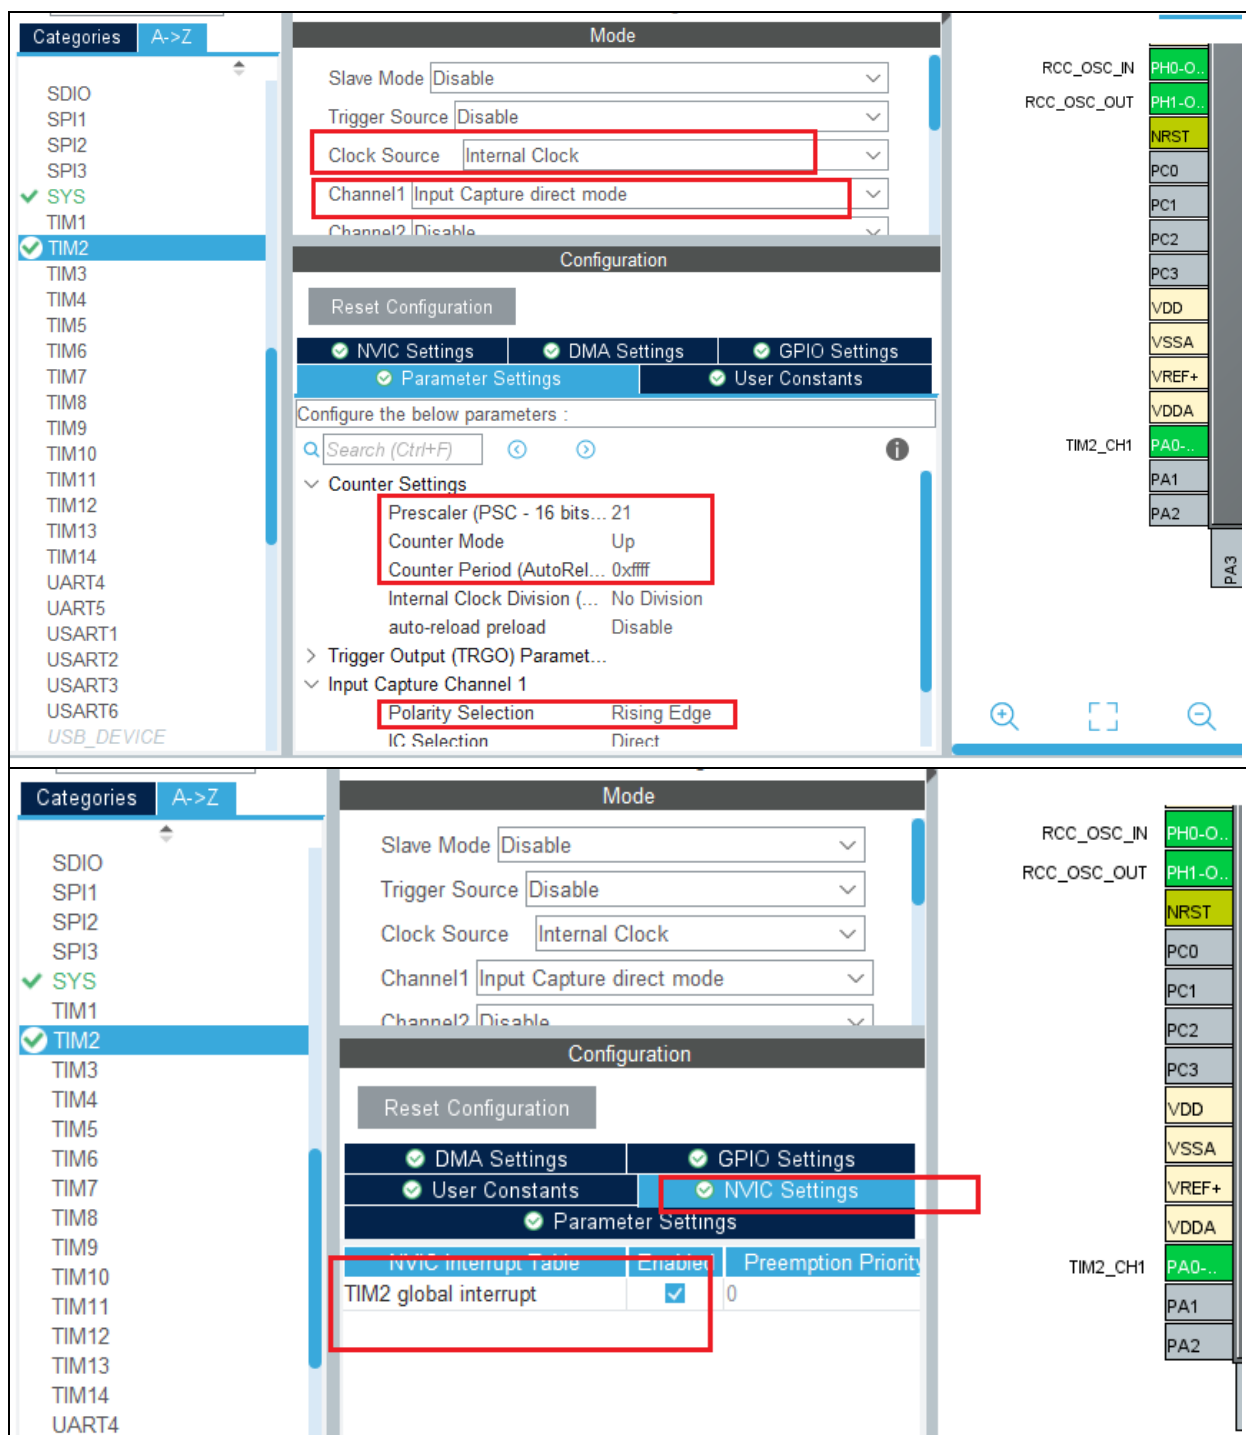 Categories
A->Z
SDIO
SPI1
SPI2
SPI3
SYS
TIM1
TIM2
TIM3
TIM4
TIM5
TIM6
TIM7
TIM8
TIM9
TIM10
TIM11
TIM12
TIM13
TIM14
UART4
UART5
USART1
USART2
USART3
USART6
USB_DEVICE
Mode
Slave Mode Disable
Trigger Source Disable
Clock Source Internal Clock
Channel1 Input Capture direct mode
Channel2 Disable
Configuration
Reset Configuration
NVIC Settings
DMA Settings
GPIO Settings
Parameter Settings
User Constants
Configure the below parameters :
Search (Ctrl+F)
Counter Settings
Prescaler (PSC - 16 bits... 21
Counter Mode Up
Counter Period (AutoRel... 0xffff
Internal Clock Division (... No Division
auto-reload preload Disable
Trigger Output (TRGO) Paramet...
Input Capture Channel 1
Polarity Selection Rising Edge
IC Selection Direct
RCC_OSC_IN PH0-O..
RCC_OSC_OUT PH1-O..
NRST
PC0
PC1
PC2
PC3
VDD
VSSA
VREF+
VDDA
TIM2_CH1 PA0-..
PA1
PA2
PA3
Categories
A->Z
SDIO
SPI1
SPI2
SPI3
SYS
TIM1
TIM2
TIM3
TIM4
TIM5
TIM6
TIM7
TIM8
TIM9
TIM10
TIM11
TIM12
TIM13
TIM14
UART4
Mode
Slave Mode Disable
Trigger Source Disable
Clock Source Internal Clock
Channel1 Input Capture direct mode
Channel2 Disable
Configuration
Reset Configuration
DMA Settings
GPIO Settings
User Constants
NVIC Settings
Parameter Settings
NVIC Interrupt Table Enabled Preemption Priority
TIM2 global interrupt 0
RCC_OSC_IN PH0-O..
RCC_OSC_OUT PH1-O..
NRST
PC0
PC1
PC2
PC3
VDD
VSSA
VREF+
VDDA
TIM2_CH1 PA0-..
PA1
PA2